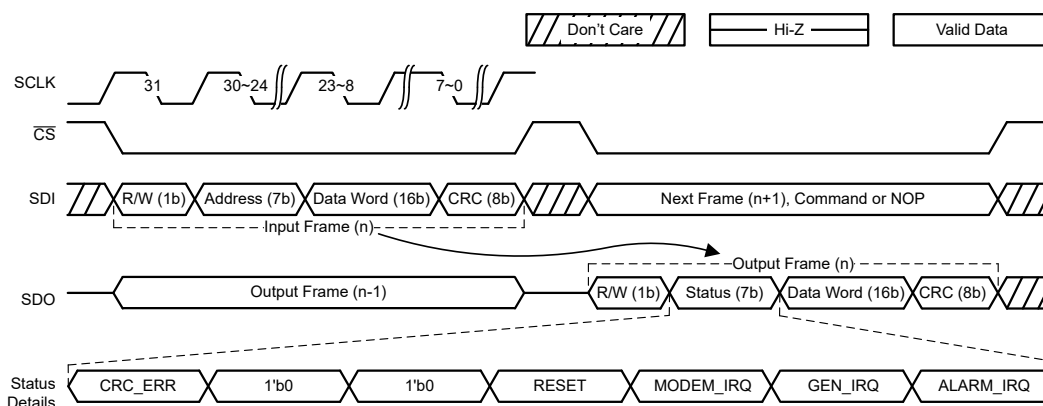 Don't Care Hi-Z Valid Data
SCLK 31 30~24 23~8 7~0
CS
SDI R/W (1b) Address (7b) Data Word (16b) CRC (8b) Next Frame (n+1), Command or NOP
Input Frame (n)
Output Frame (n)
SDO Output Frame (n-1) R/W (1b) Status (7b) Data Word (16b) CRC (8b)
Status Details CRC_ERR 1'b0 1'b0 RESET MODEM_IRQ GEN_IRQ ALARM_IRQ